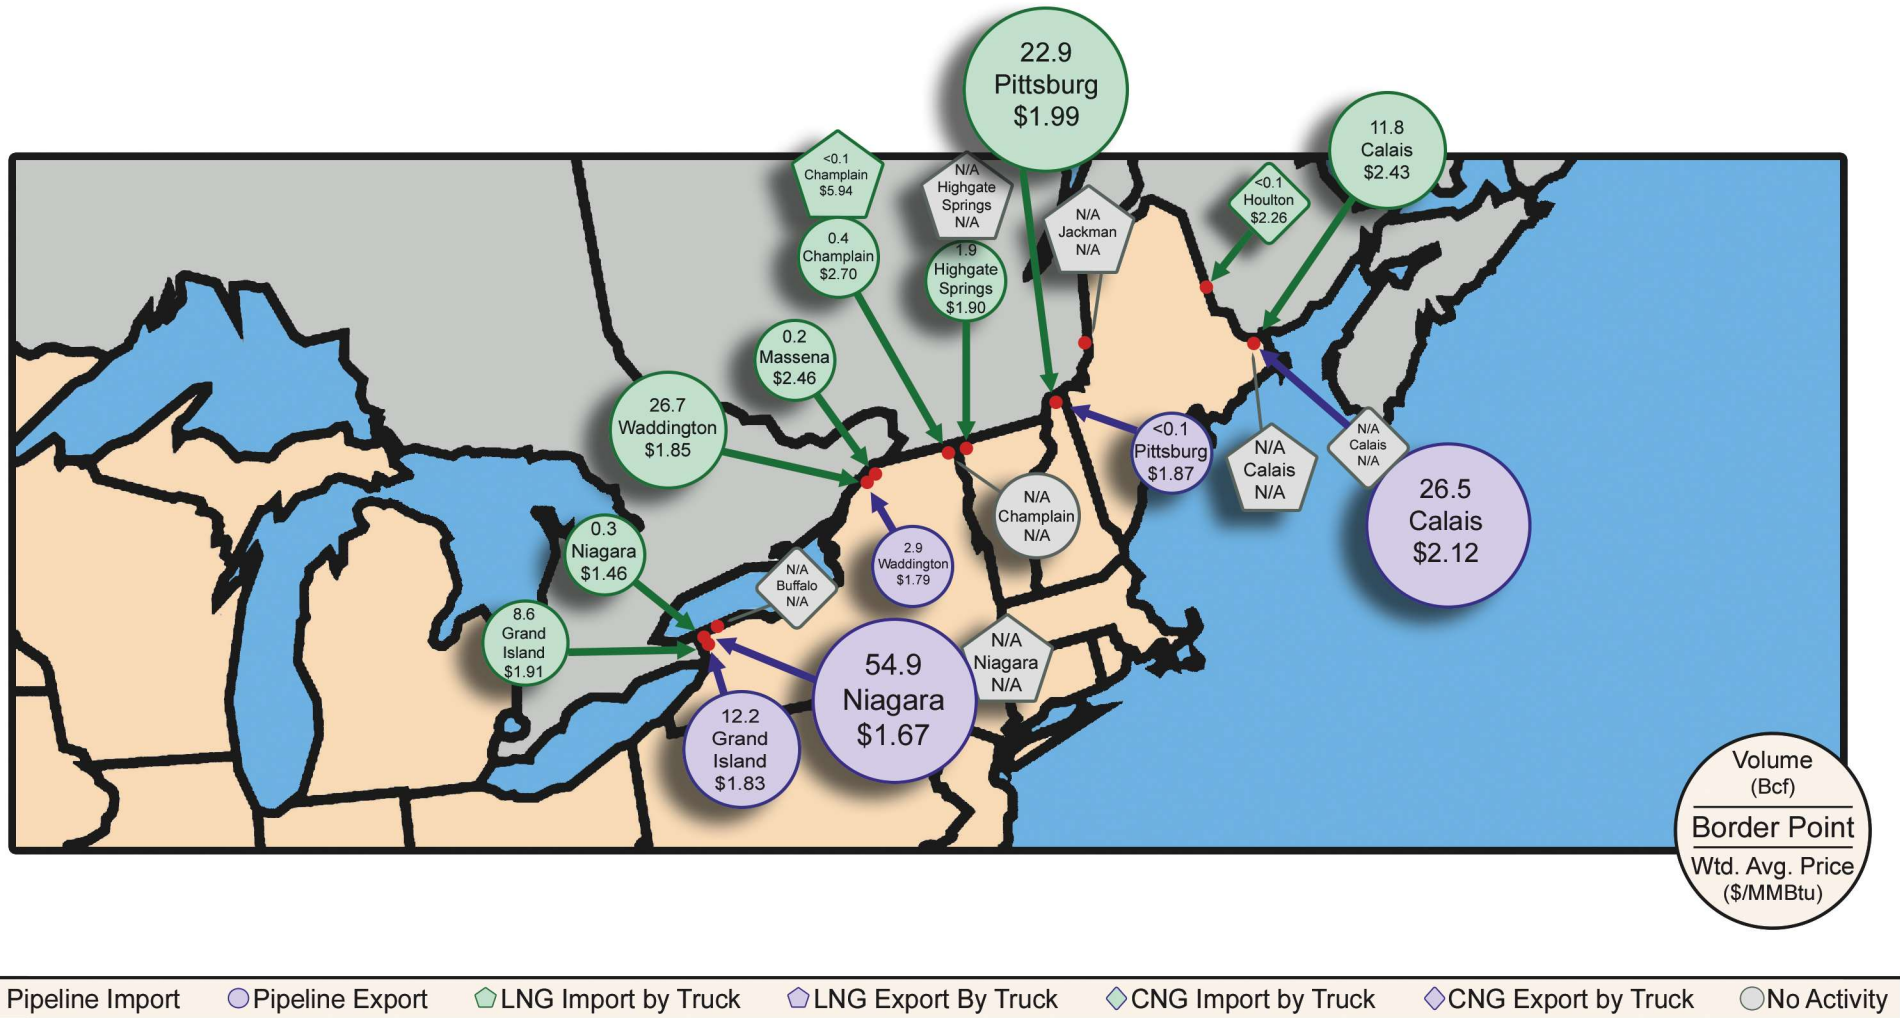 22.9
Pittsburg
$1.99
11.8
Calais
$2.43
<0.1
Champlain
$5.94
N/A
Highgate
Springs
N/A
<0.1
Houlton
$2.26
N/A
Jackman
N/A
0.4
Champlain
$2.70
1.9
Highgate
Springs
$1.90
0.2
Massena
$2.46
26.7
Waddington
$1.85
<0.1
Pittsburg
$1.87
N/A
Calais
N/A
N/A
Calais
N/A
26.5
Calais
$2.12
N/A
Champlain
N/A
0.3
Niagara
$1.46
2.9
Waddington
$1.79
N/A
Buffalo
N/A
8.6
Grand
Island
$1.91
N/A
Niagara
N/A
54.9
Niagara
$1.67
12.2
Grand
Island
$1.83
Volume
(Bcf)
Border Point
Wtd. Avg. Price
($/MMBtu)
Pipeline Import
Pipeline Export
LNG Import by Truck
LNG Export By Truck
CNG Import by Truck
CNG Export by Truck
No Activity